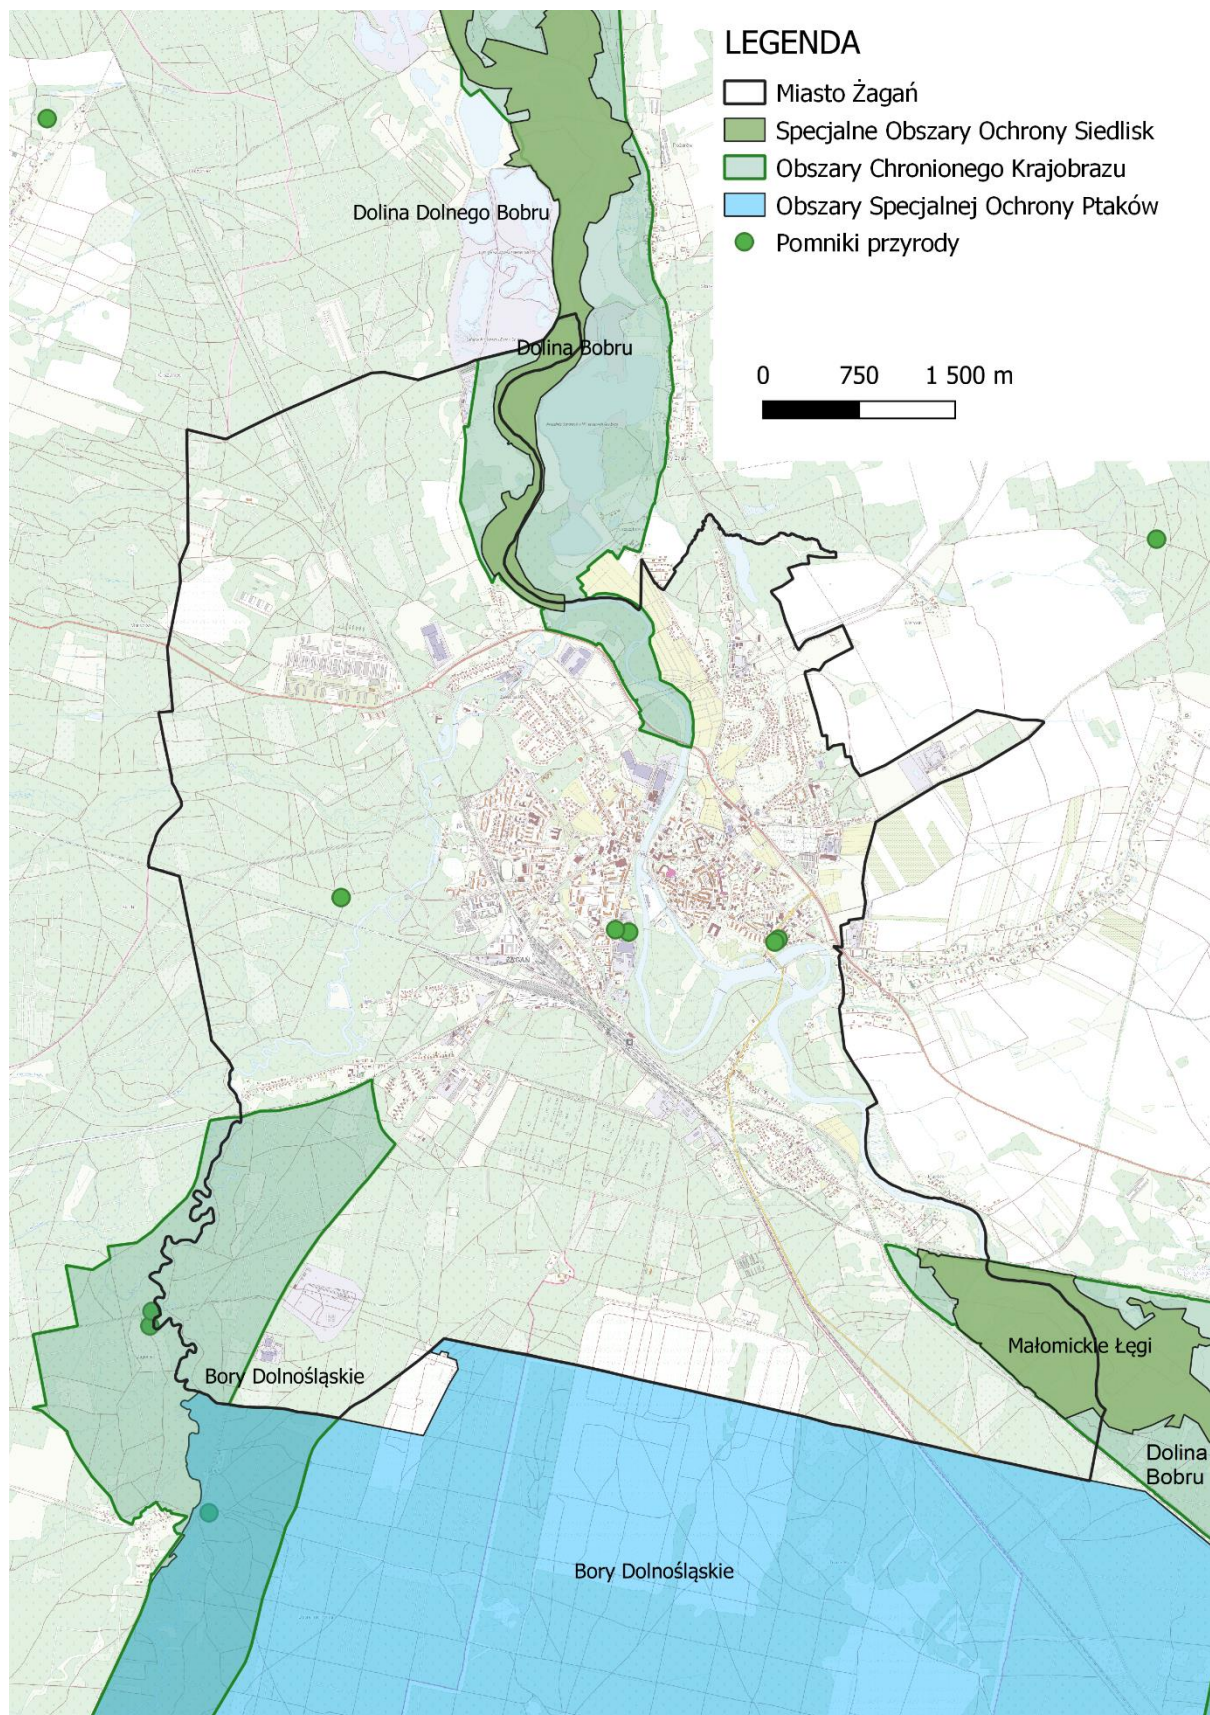 LEGENDA
Miasto Żagań
Specjalne Obszary Ochrony Siedlisk
Obszary Chronionego Krajobrazu
Obszary Specjalnej Ochrony Ptaków
Pomniki przyrody
0 750 1 500 m
Dolina Dolnego Bobru
Dolina Bobru
ŻAGAŃ
Małomickie Łęgi
Bory Dolnośląskie
Dolina
Bobru
Bory Dolnośląskie